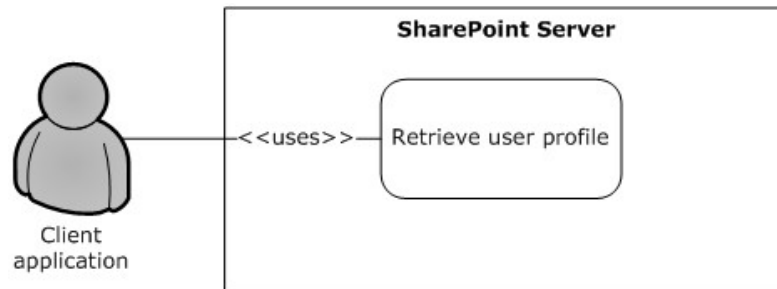 SharePoint Server
<<uses>>
Retrieve user profile
Client
application